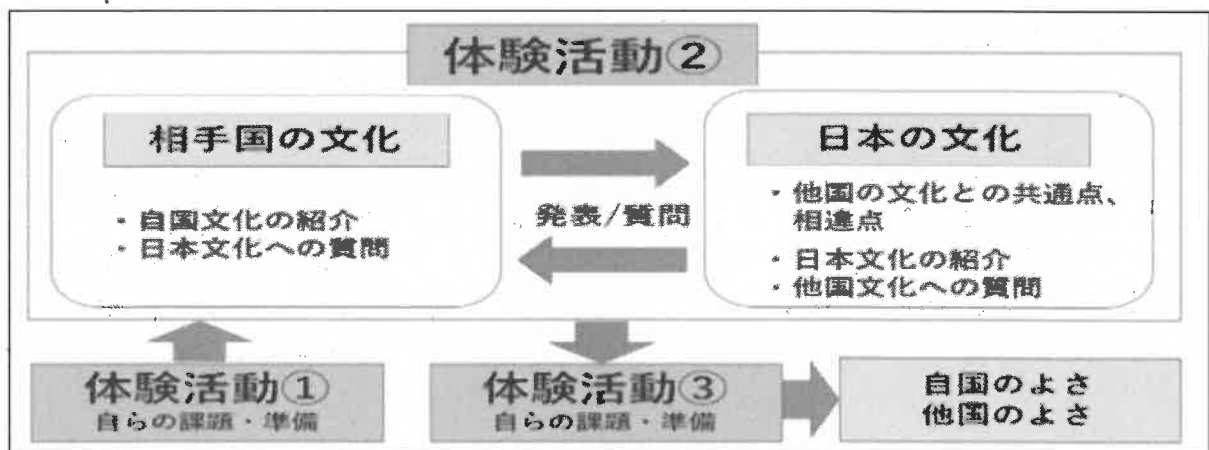 体験活動②
相手国の文化
・自国文化の紹介
・日本文化への質問
発表/質問
日本の文化
・他国の文化との共通点、
相違点
・日本文化の紹介
・他国文化への質問
体験活動①
自らの課題・準備
体験活動③
自らの課題・準備
自国のよさ
他国のよさ